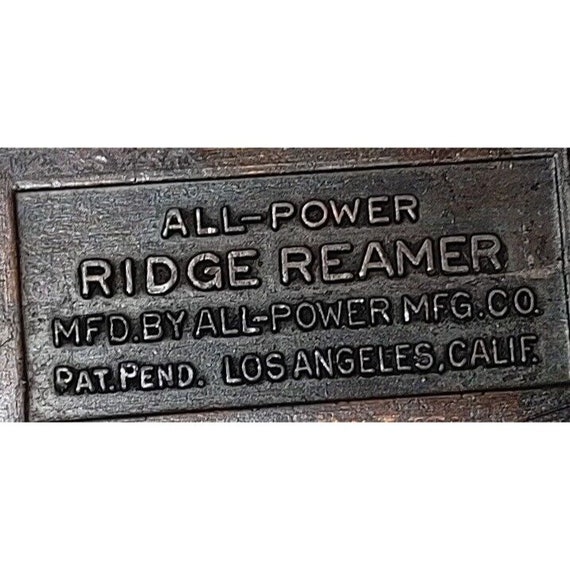 ALL-POWER
RIDGE REAMER
MFD. BY ALL-POWER MFG. CO.
PAT. PEND. LOS ANGELES, CALIF.